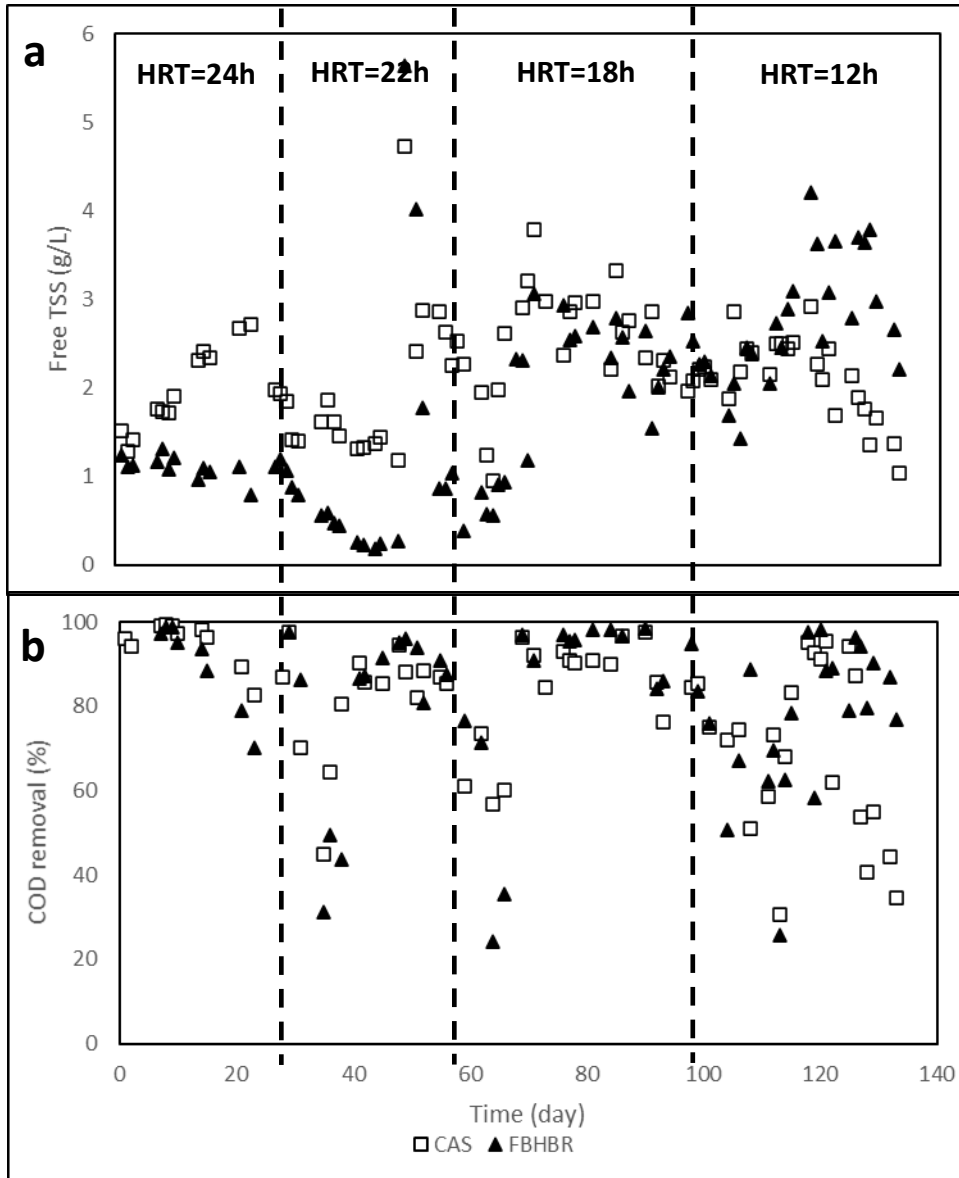 a
HRT=24h HRT=22h HRT=18h HRT=12h
6
5
4
3
2
1
0
Free TSS (g/L)
b
100
80
60
40
20
0
COD removal (%)
0 20 40 60 80 100 120 140
Time (day)
CAS FBHBR